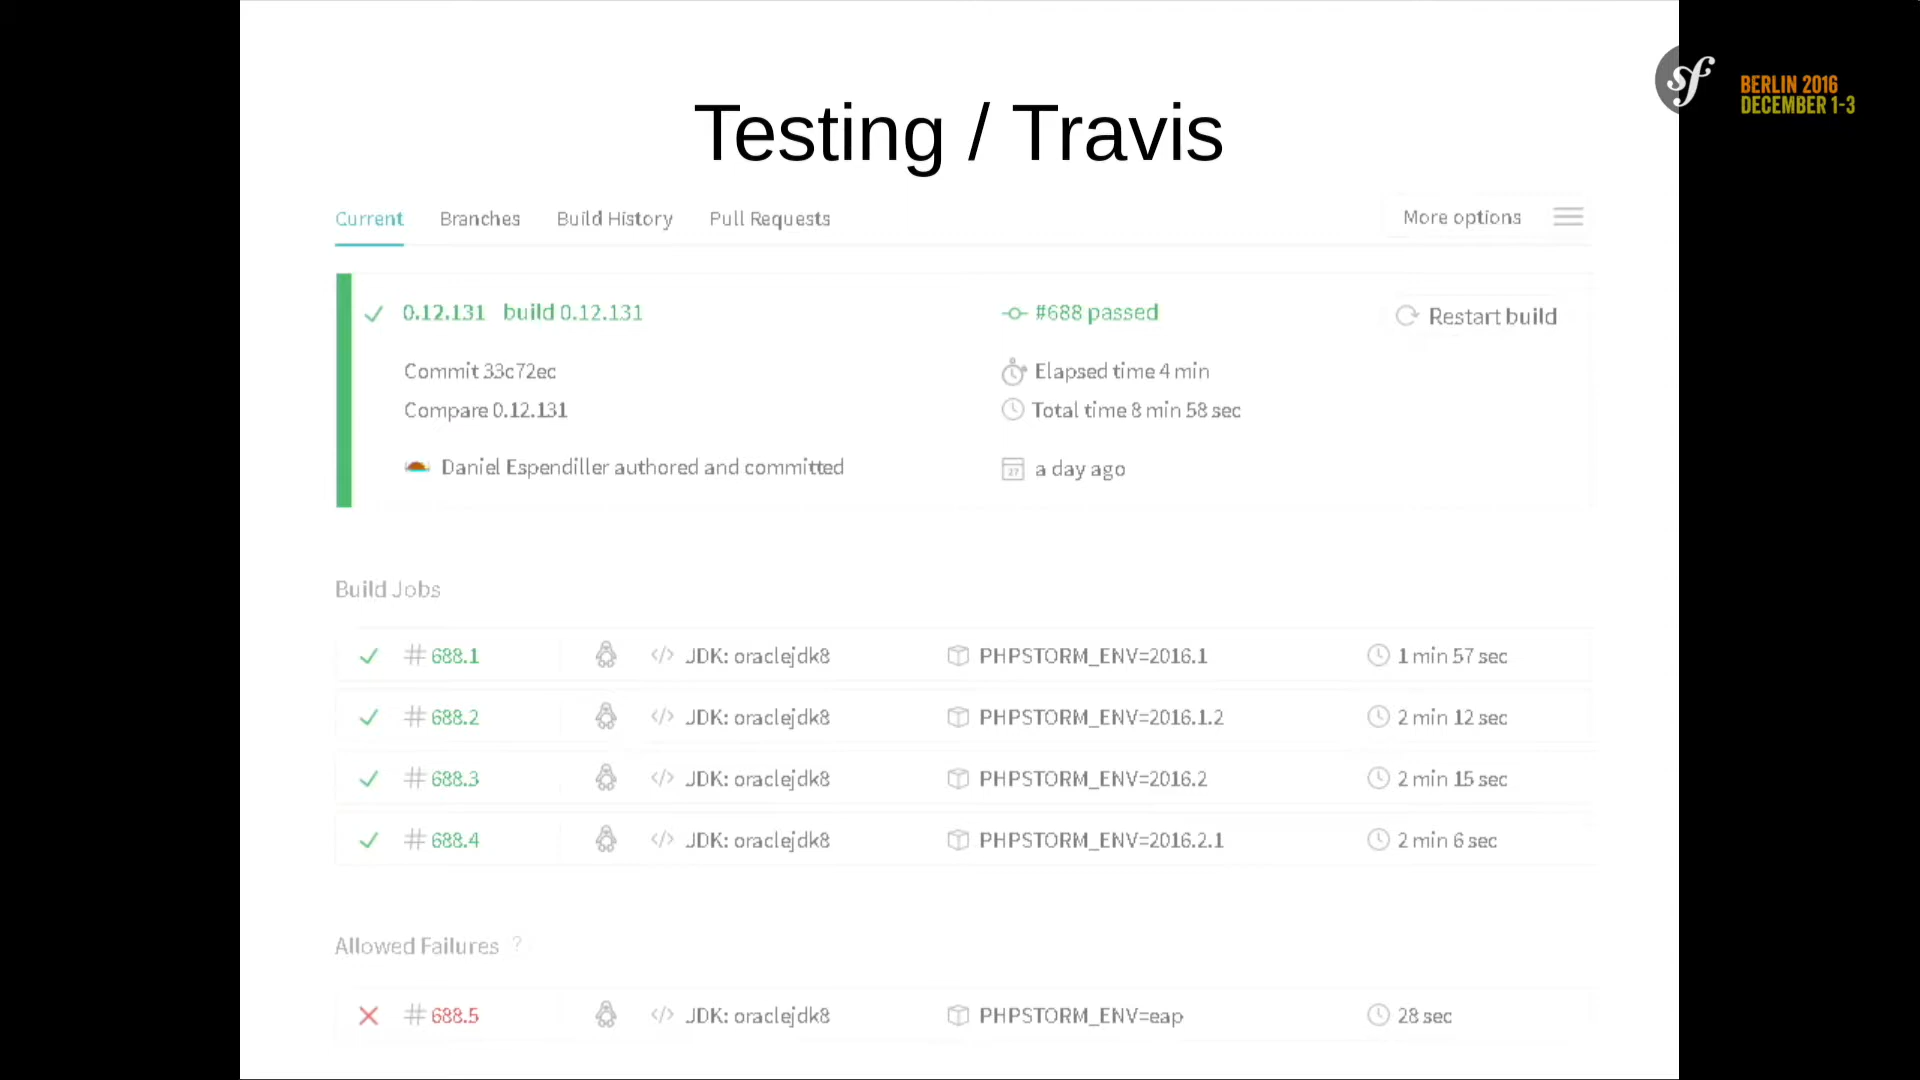 sf
BERLIN 2016
DECEMBER 1-3
Testing / Travis
Current Branches Build History Pull Requests More options
0.12.131 build 0.12.131 #688 passed Restart build
Commit 33c72ec Elapsed time 4 min
Compare 0.12.131 Total time 8 min 58 sec
Daniel Espendiller authored and committed 27 a day ago
Build Jobs
# 688.1 </> JDK: oraclejdk8 PHPSTORM_ENV=2016.1 1 min 57 sec
# 688.2 </> JDK: oraclejdk8 PHPSTORM_ENV=2016.1.2 2 min 12 sec
# 688.3 </> JDK: oraclejdk8 PHPSTORM_ENV=2016.2 2 min 15 sec
# 688.4 </> JDK: oraclejdk8 PHPSTORM_ENV=2016.2.1 2 min 6 sec
Allowed Failures ?
# 688.5 </> JDK: oraclejdk8 PHPSTORM_ENV=eap 28 sec